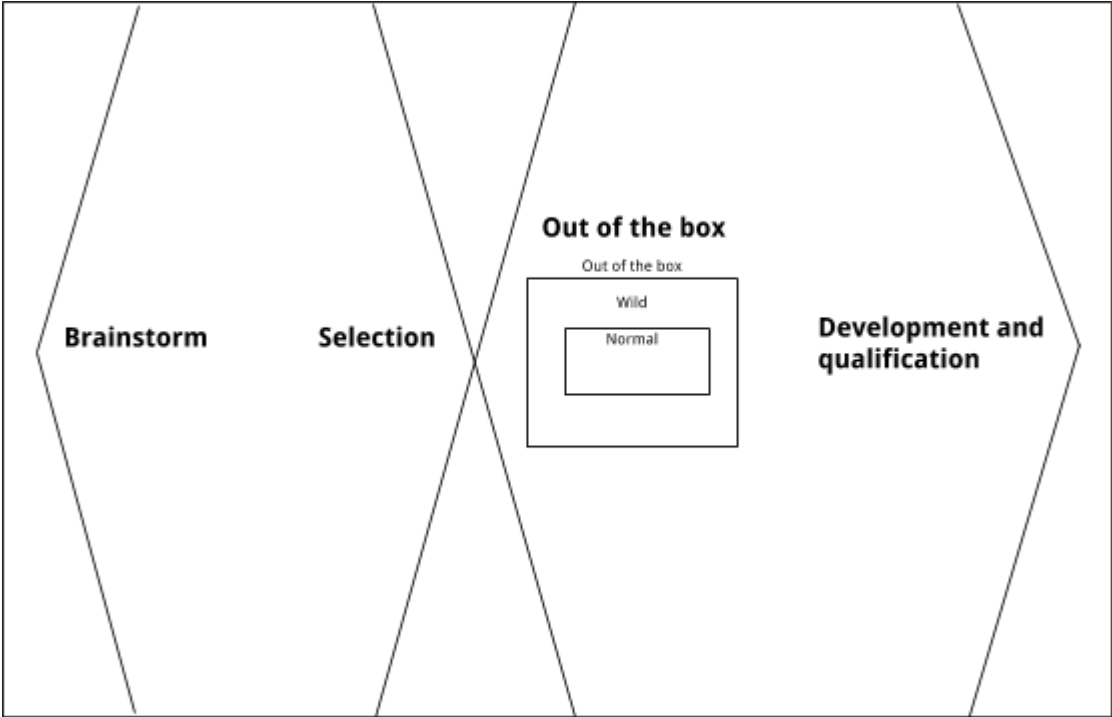 Brainstorm
Selection
Out of the box
Out of the box
Wild
Normal
Development and
qualification